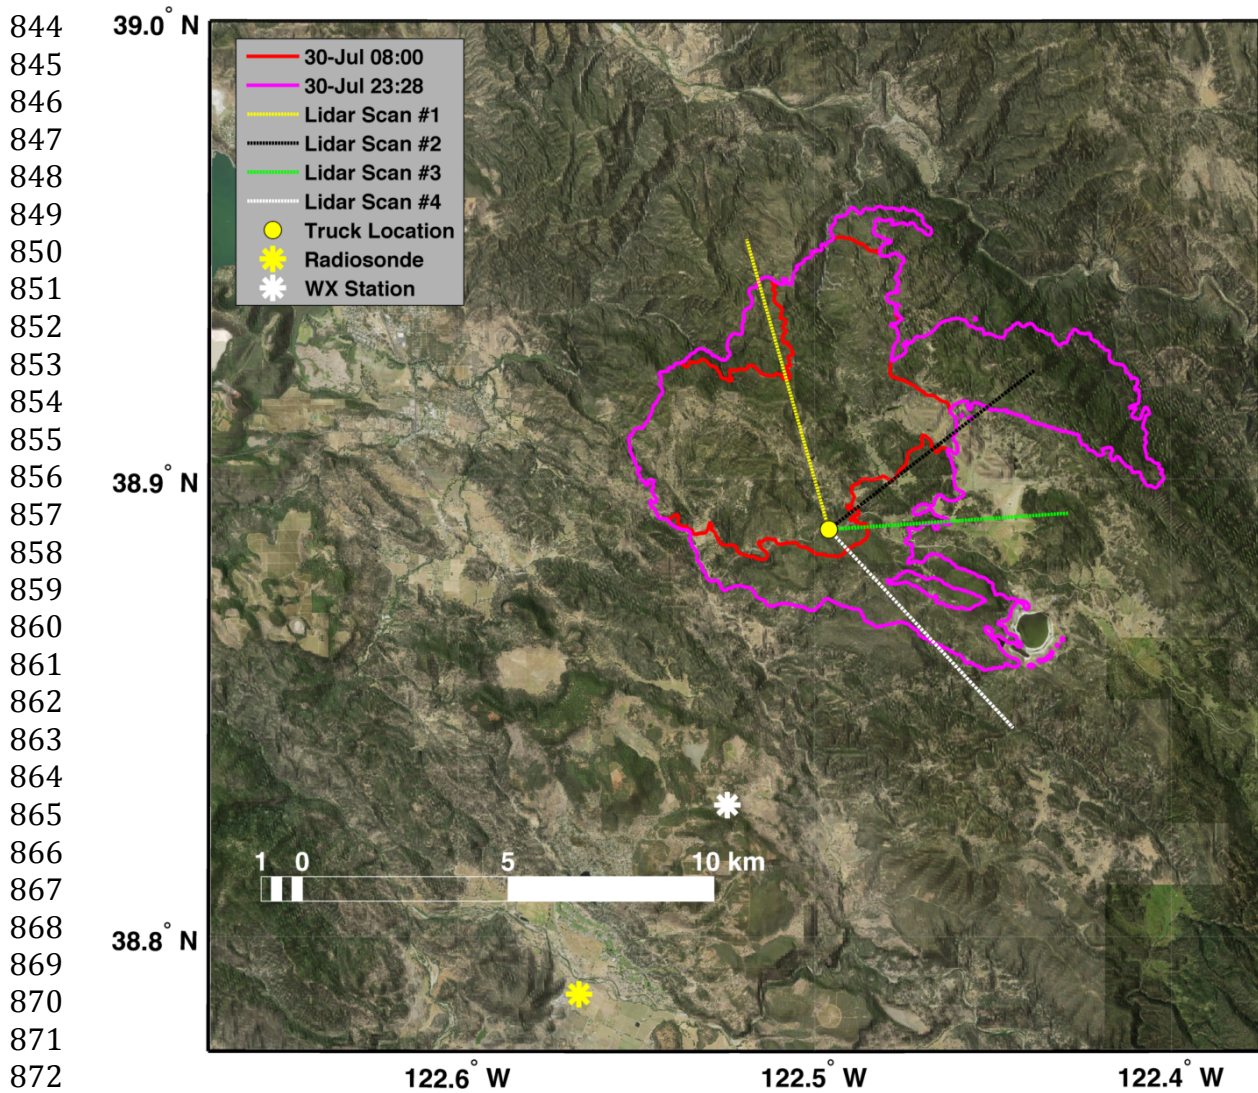 844
39.0° N
845
30-Jul 08:00
846
30-Jul 23:28
847
Lidar Scan #1
Lidar Scan #2
848
Lidar Scan #3
849
Lidar Scan #4
850
Truck Location
Radiosonde
851
WX Station
852
853
854
855
856
38.9° N
857
858
859
860
861
862
863
864
865
866
1 0 5 10 km
867
868
38.8° N
869
870
871
872
122.6° W 122.5° W 122.4° W